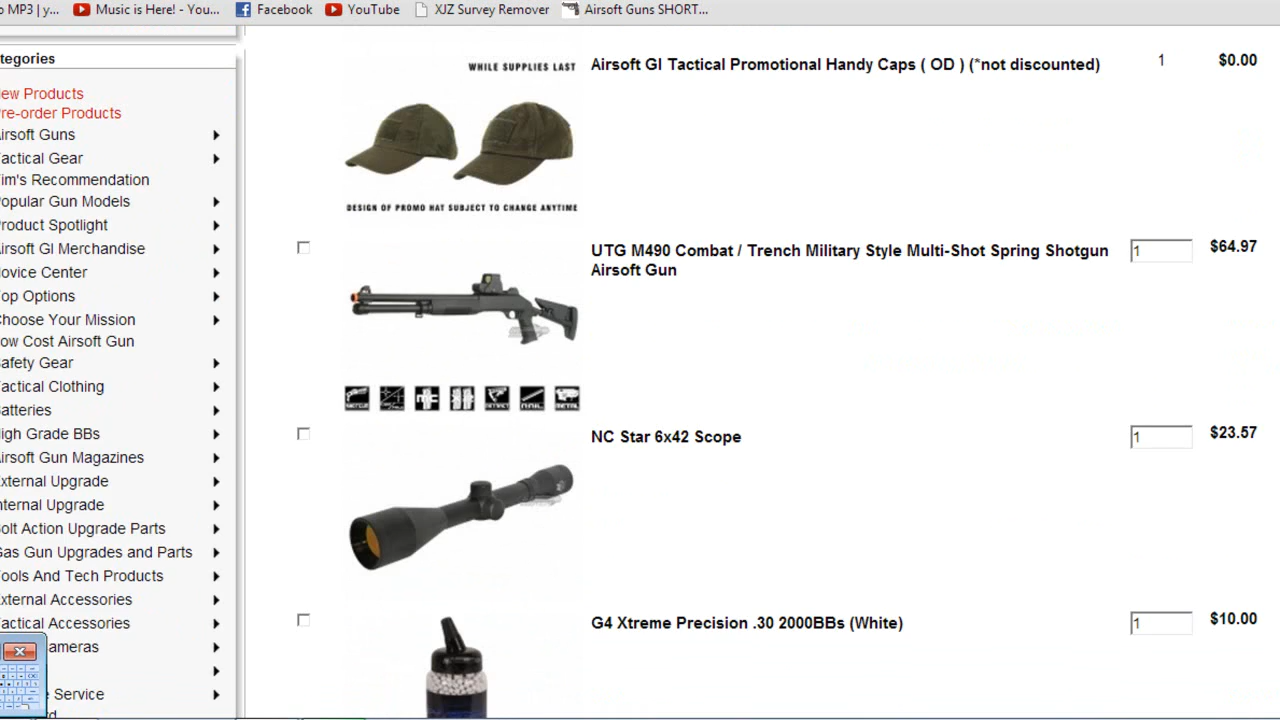 o MP3 | y...
Music is Here! - You...
Facebook
YouTube
XJZ Survey Remover
Airsoft Guns SHORT...
tegories
ew Products
re-order Products
irsoft Guns
actical Gear
im's Recommendation
opular Gun Models
roduct Spotlight
irsoft GI Merchandise
ovice Center
op Options
hoose Your Mission
ow Cost Airsoft Gun
afety Gear
actical Clothing
atteries
igh Grade BBs
irsoft Gun Magazines
xternal Upgrade
nternal Upgrade
olt Action Upgrade Parts
Gas Gun Upgrades and Parts
ools And Tech Products
xternal Accessories
actical Accessories
ameras
e Service
rd
WHILE SUPPLIES LAST
DESIGN OF PROMO HAT SUBJECT TO CHANGE ANYTIME
Airsoft GI Tactical Promotional Handy Caps ( OD ) (*not discounted)
1
$0.00
UTG M490 Combat / Trench Military Style Multi-Shot Spring Shotgun
Airsoft Gun
1
$64.97
NC Star 6x42 Scope
1
$23.57
G4 Xtreme Precision .30 2000BBs (White)
1
$10.00